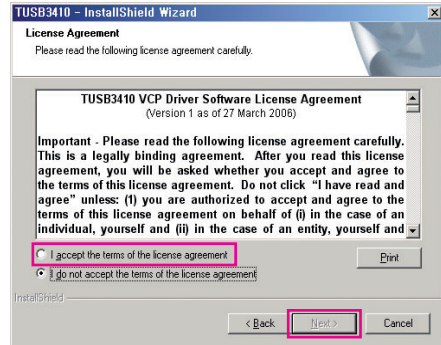 TUSB3410 - InstallShield Wizard
License Agreement
Please read the following license agreement carefully.
TUSB3410 VCP Driver Software License Agreement
(Version 1 as of 27 March 2006)
Important - Please read the following license agreement carefully.
This is a legally binding agreement. After you read this license
agreement, you will be asked whether you accept and agree to
the terms of this license agreement. Do not click "I have read and
agree" unless: (1) you are authorized to accept and agree to the
terms of this license agreement on behalf of (i) in the case of an
individual, yourself and (ii) in the case of an entity, yourself and
I accept the terms of the license agreement
Print
I do not accept the terms of the license agreement
InstallShield
< Back
Next >
Cancel